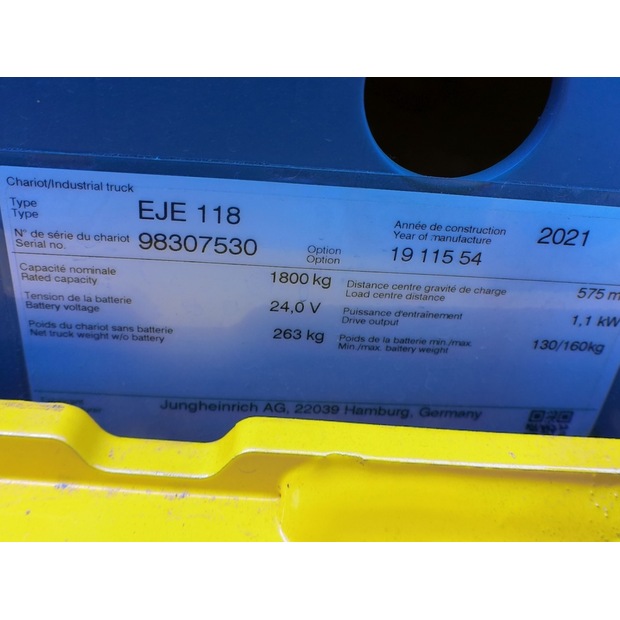 Chariot/Industrial truck
Type
Type
EJE 118
N° de série du chariot
Serial no.
98307530
Année de construction
Year of manufacture
2021
Option
Option
19 115 54
Capacité nominale
Rated capacity
1800 kg
Distance centre gravité de charge
Load centre distance
575 m
Tension de la batterie
Battery voltage
24,0 V
Puissance d'entraînement
Drive output
1,1 kW
Poids du chariot sans batterie
Net truck weight w/o battery
263 kg
Poids de la batterie min./max.
Min./max. battery weight
130/160kg
Jungheinrich AG, 22039 Hamburg, Germany